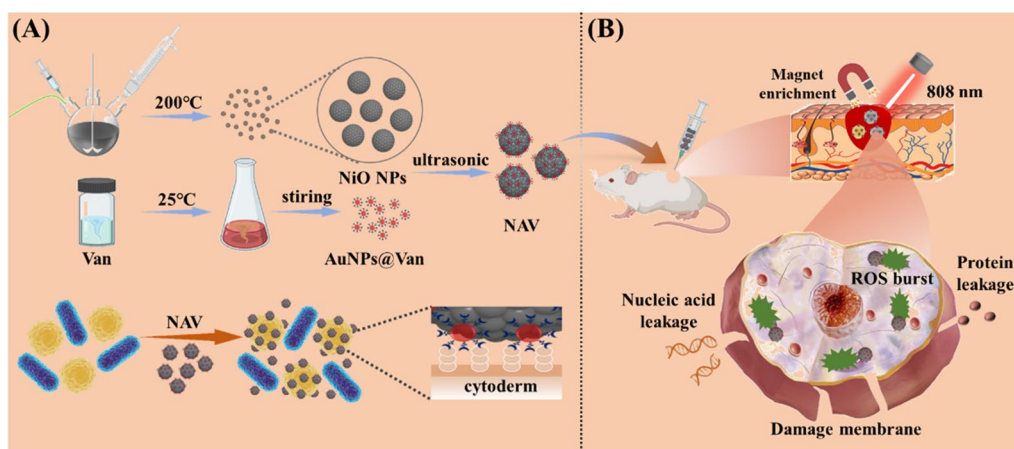 (A)
200℃
NiO NPs
ultrasonic
NAV
Van
25℃
stiring
AuNPs@Van
NAV
cytoderm
(B)
Magnet
enrichment
808 nm
ROS burst
Protein
leakage
Nucleic acid
leakage
Damage membrane